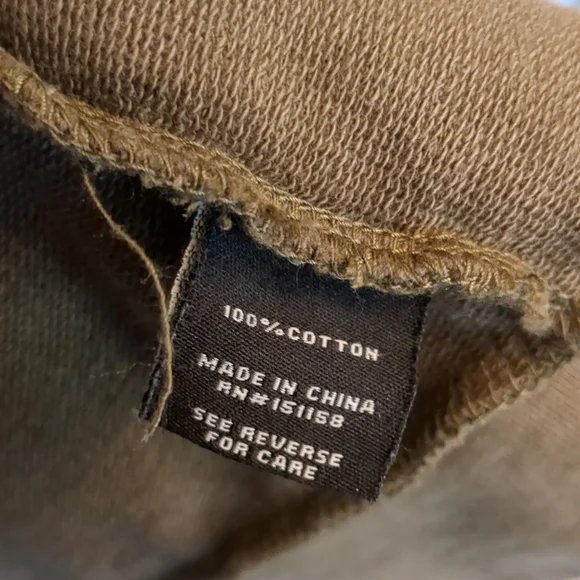 100%COTTON
MADE IN CHINA
RN#151158
SEE REVERSE
FOR CARE